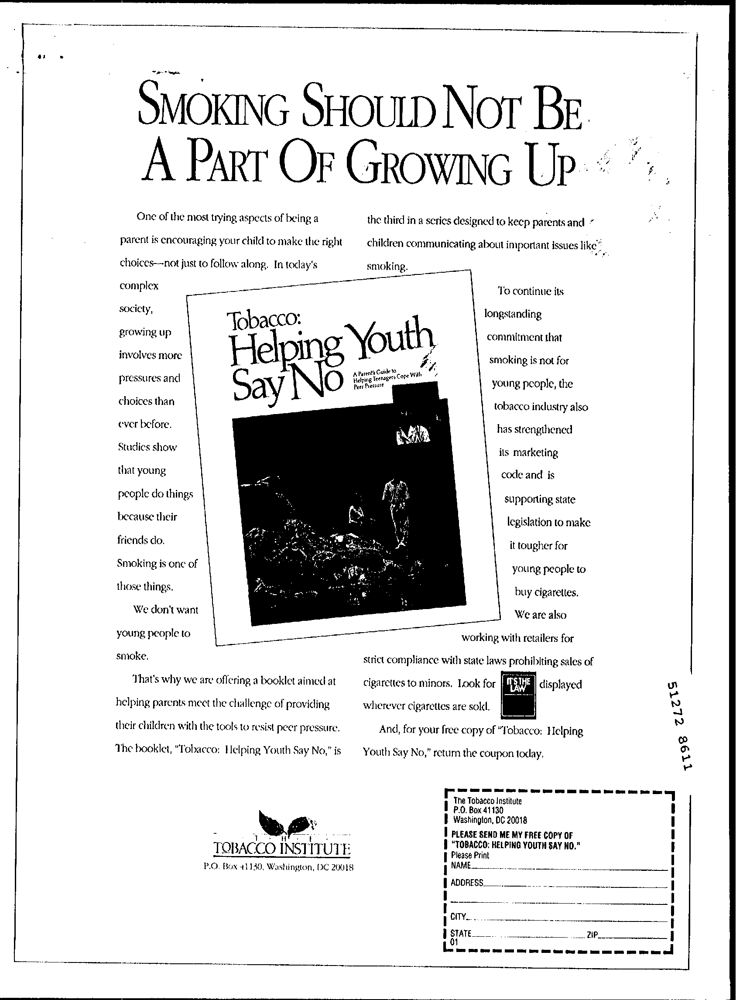 SMOKING SHOULD NOT BE
A PART OF GROWING UP
One of the most trying aspects of being a
parent is encouraging your child to make the right
choices—not just to follow along. In today's
complex
society,
growing up
involves more
pressures and
choices than
ever before.
Studies show
that young
people do things
because their
friends do.
Smoking is one of
those things.
We don't want
young people to
smoke.
That's why we are offering a booklet aimed at
helping parents meet the challenge of providing
their children with the tools to resist peer pressure.
The booklet, "Tobacco: Helping Youth Say No," is
the third in a series designed to keep parents and
children communicating about important issues like
smoking.
Tobacco:
Helping Youth
Say No
A Parent's Guide to
Helping Teenagers Cope With
Peer Pressure
To continue its
longstanding
commitment that
smoking is not for
young people, the
tobacco industry also
has strengthened
its marketing
code and is
supporting state
legislation to make
it tougher for
young people to
buy cigarettes.
We are also
working with retailers for
strict compliance with state laws prohibiting sales of
cigarettes to minors. Look for IT'S THE LAW displayed
wherever cigarettes are sold.
And, for your free copy of "Tobacco: Helping
Youth Say No," return the coupon today.
51272 8611
THE
TOBACCO INSTITUTE
P.O. Box 41130, Washington, DC 20018
The Tobacco Institute
P.O. Box 41130
Washington, DC 20018
PLEASE SEND ME MY FREE COPY OF
"TOBACCO: HELPING YOUTH SAY NO."
Please Print
NAME
ADDRESS
CITY
STATE ZIP
01